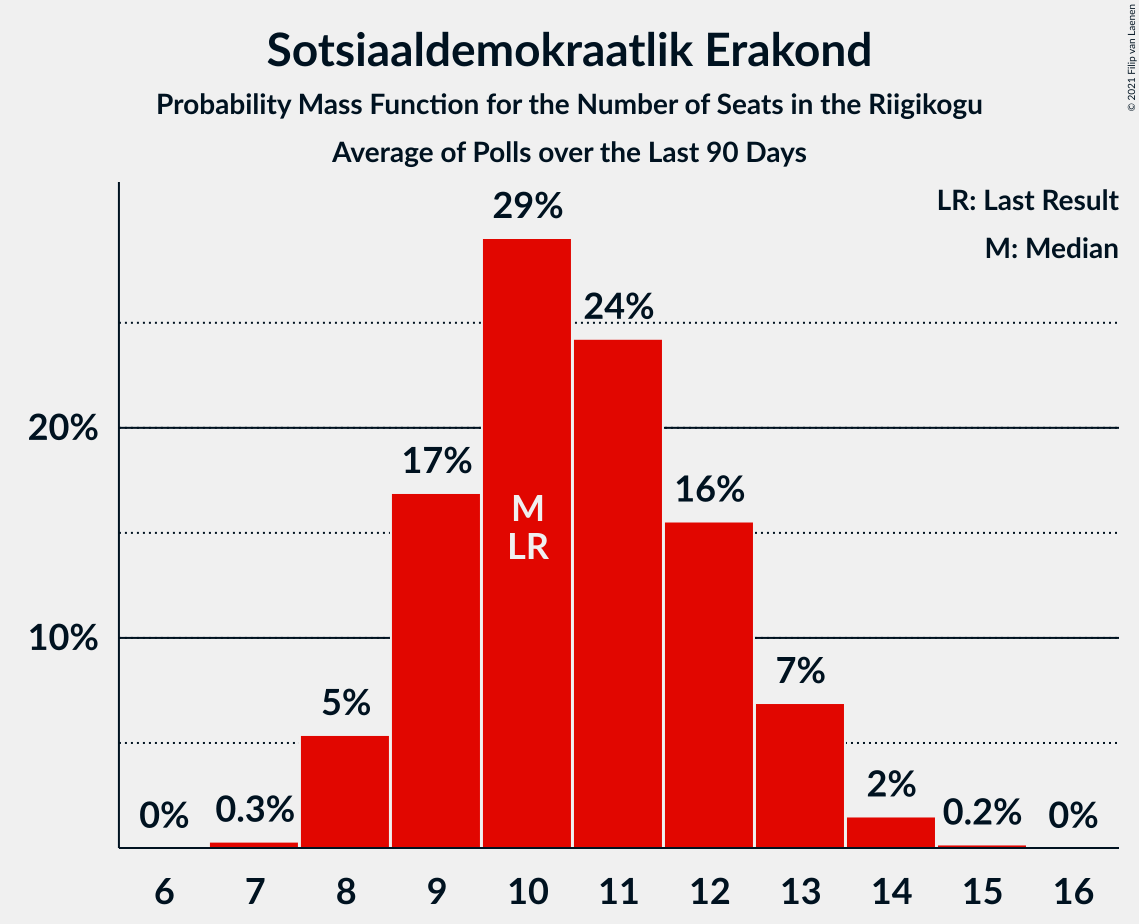 Sotsiaaldemokraatlik Erakond
Probability Mass Function for the Number of Seats in the Riigikogu
Average of Polls over the Last 90 Days
© 2021 Filip van Laenen
LR: Last Result
M: Median
29%
24%
20%
17%
16%
M
LR
10%
7%
5%
2%
0%
0.3%
0.2%
0%
6 7 8 9 10 11 12 13 14 15 16